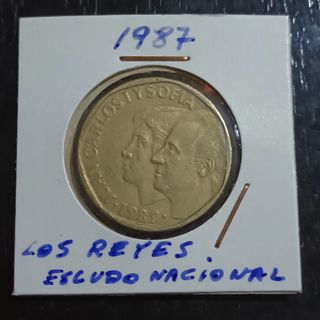 1987
CARLOS I Y SOFIA
LOS REYES.
ESCUDO NACIONAL